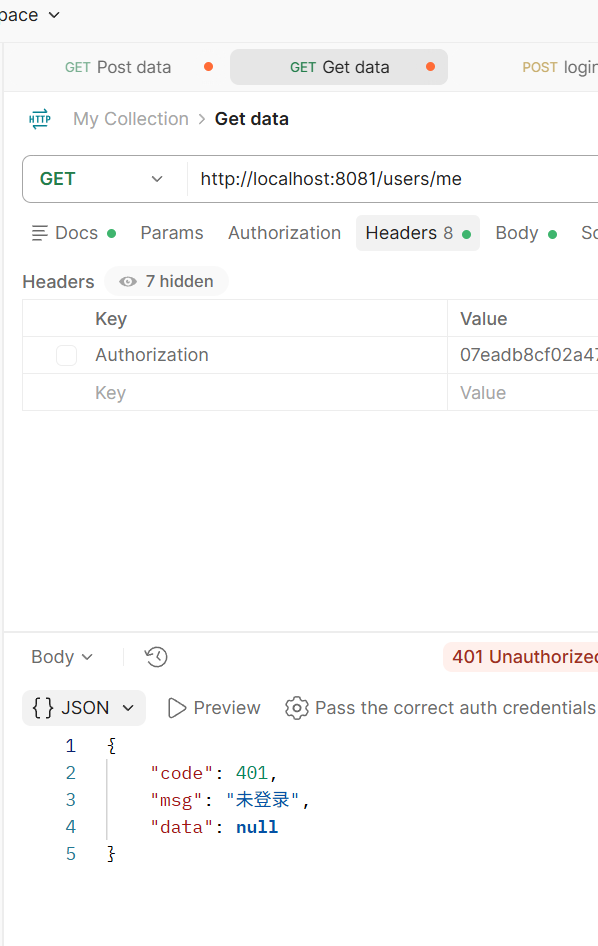 pace
GET Post data
GET Get data
POST login
HTTP
My Collection > Get data
GET http://localhost:8081/users/me
Docs Params Authorization Headers 8 Body Sc
Headers 7 hidden
Key Value
Authorization 07eadb8cf02a47
Key Value
Body 401 Unauthorized
{ } JSON Preview Pass the correct auth credentials
1 {
2 "code": 401,
3 "msg": "未登录",
4 "data": null
5 }